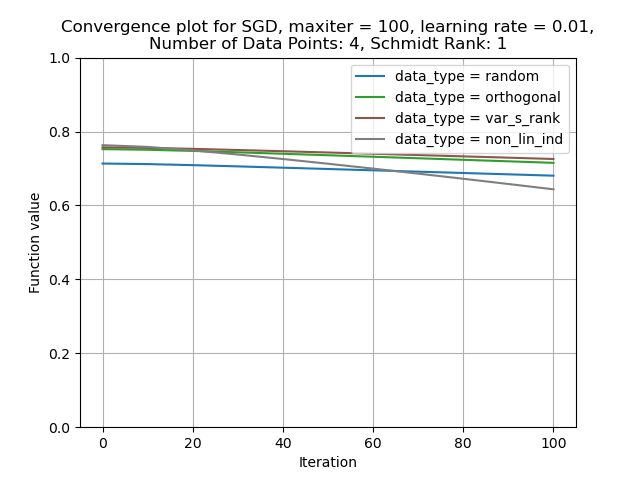 Convergence plot for SGD, maxiter = 100, learning rate = 0.01,
Number of Data Points: 4, Schmidt Rank: 1
data_type = random
data_type = orthogonal
data_type = var_s_rank
data_type = non_lin_ind
Function value
1.0
0.8
0.6
0.4
0.2
0.0
0 20 40 60 80 100
Iteration